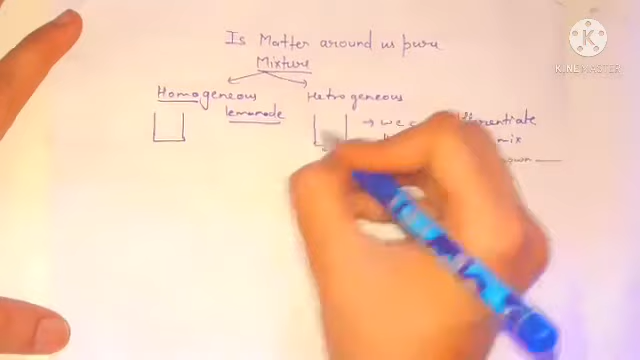 Is Matter around us pure
Mixture
Homogeneous Hetrogeneous
lemonade
→ we differentiate
mix
KINEMASTER